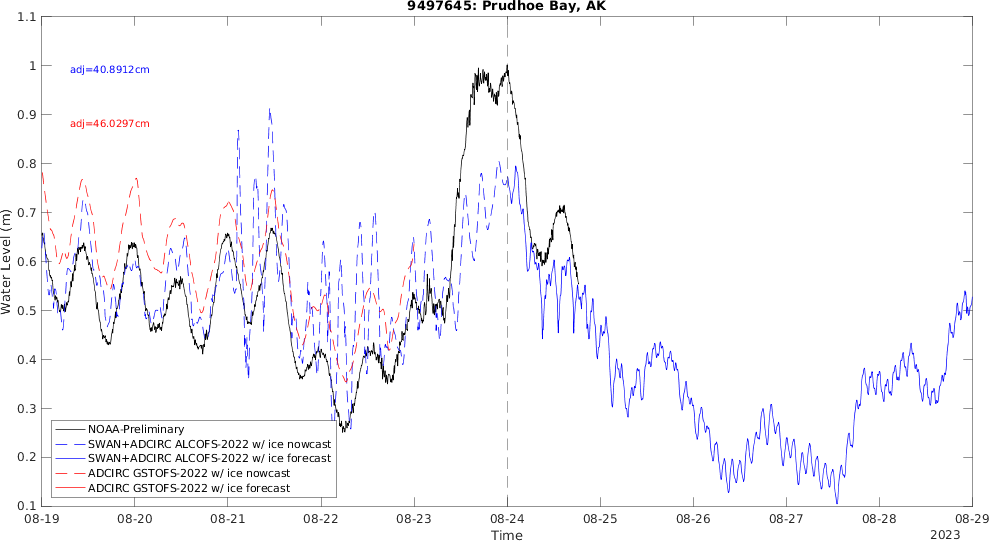 9497645: Prudhoe Bay, AK
1.1
1
0.9
0.8
0.7
0.6
0.5
0.4
0.3
0.2
0.1
Water Level (m)
adj=40.8912cm
adj=46.0297cm
NOAA-Preliminary
SWAN+ADCIRC ALCOFS-2022 w/ ice nowcast
SWAN+ADCIRC ALCOFS-2022 w/ ice forecast
ADCIRC GSTOFS-2022 w/ ice nowcast
ADCIRC GSTOFS-2022 w/ ice forecast
08-19 08-20 08-21 08-22 08-23 08-24 08-25 08-26 08-27 08-28 08-29
Time
2023